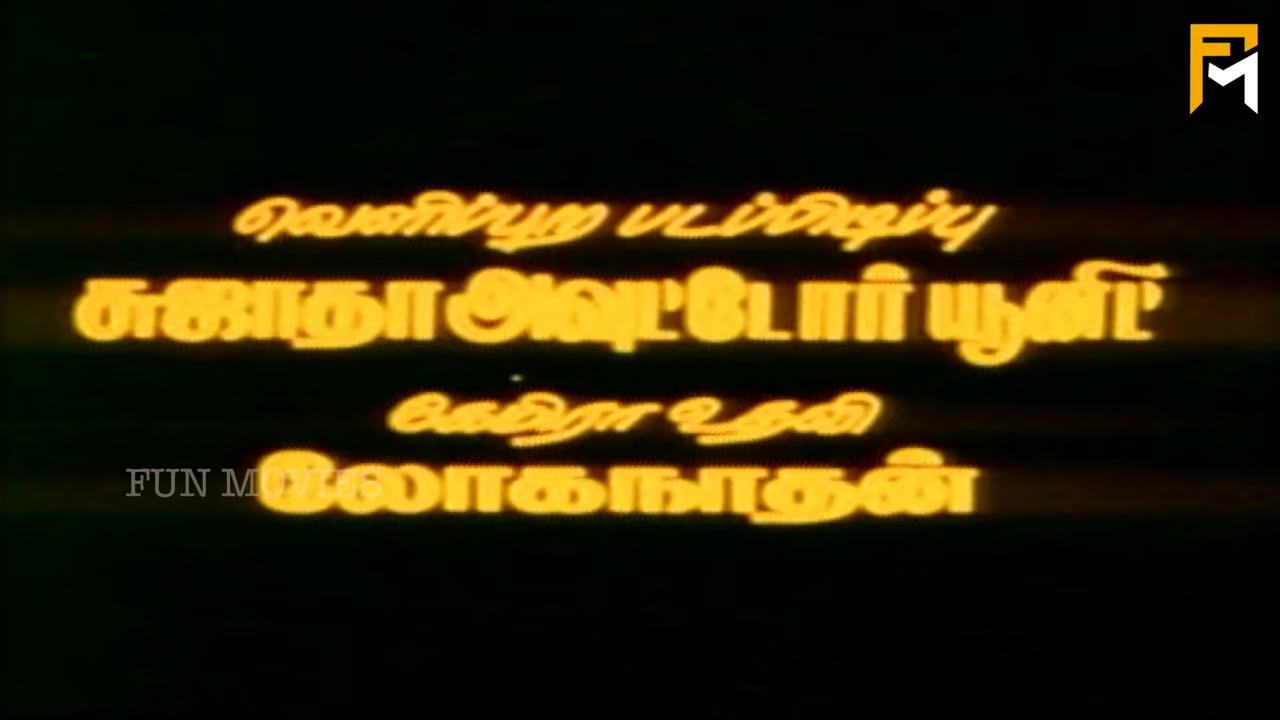 வெளிப்புற படப்பிடிப்பு
சுஜாதா அவுட்டோர் யூனிட்
கேமிரா உதவி
லோகநாதன்
FUN MOVIES